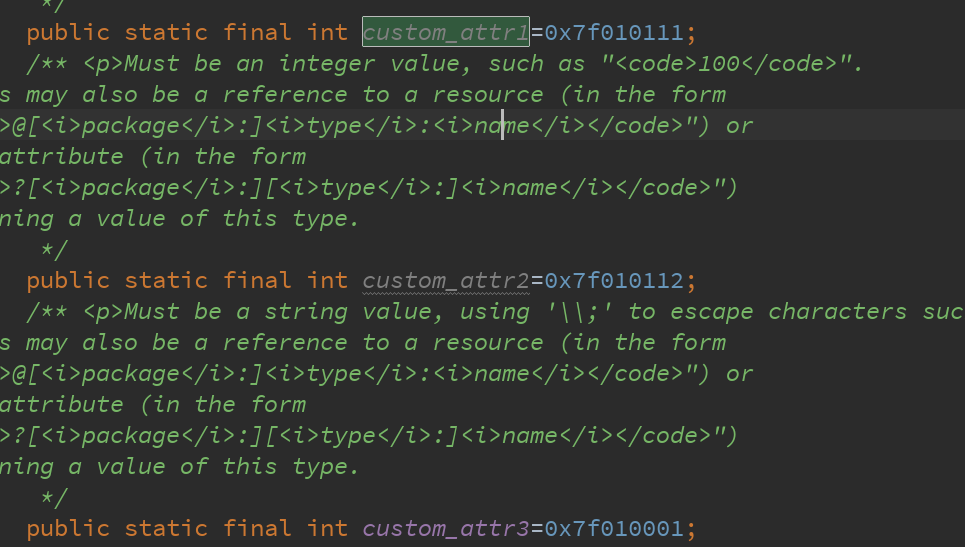 */
public static final int custom_attr1=0x7f010111;
/** <p>Must be an integer value, such as "<code>100</code>".
s may also be a reference to a resource (in the form
>@[<i>package</i>:]<i>type</i>:<i>name</i></code>") or
attribute (in the form
>?[<i>package</i>:][<i>type</i>:]<i>name</i></code>")
ning a value of this type.
*/
public static final int custom_attr2=0x7f010112;
/** <p>Must be a string value, using '\\;' to escape characters suc
s may also be a reference to a resource (in the form
>@[<i>package</i>:]<i>type</i>:<i>name</i></code>") or
attribute (in the form
>?[<i>package</i>:][<i>type</i>:]<i>name</i></code>")
ning a value of this type.
*/
public static final int custom_attr3=0x7f010001;